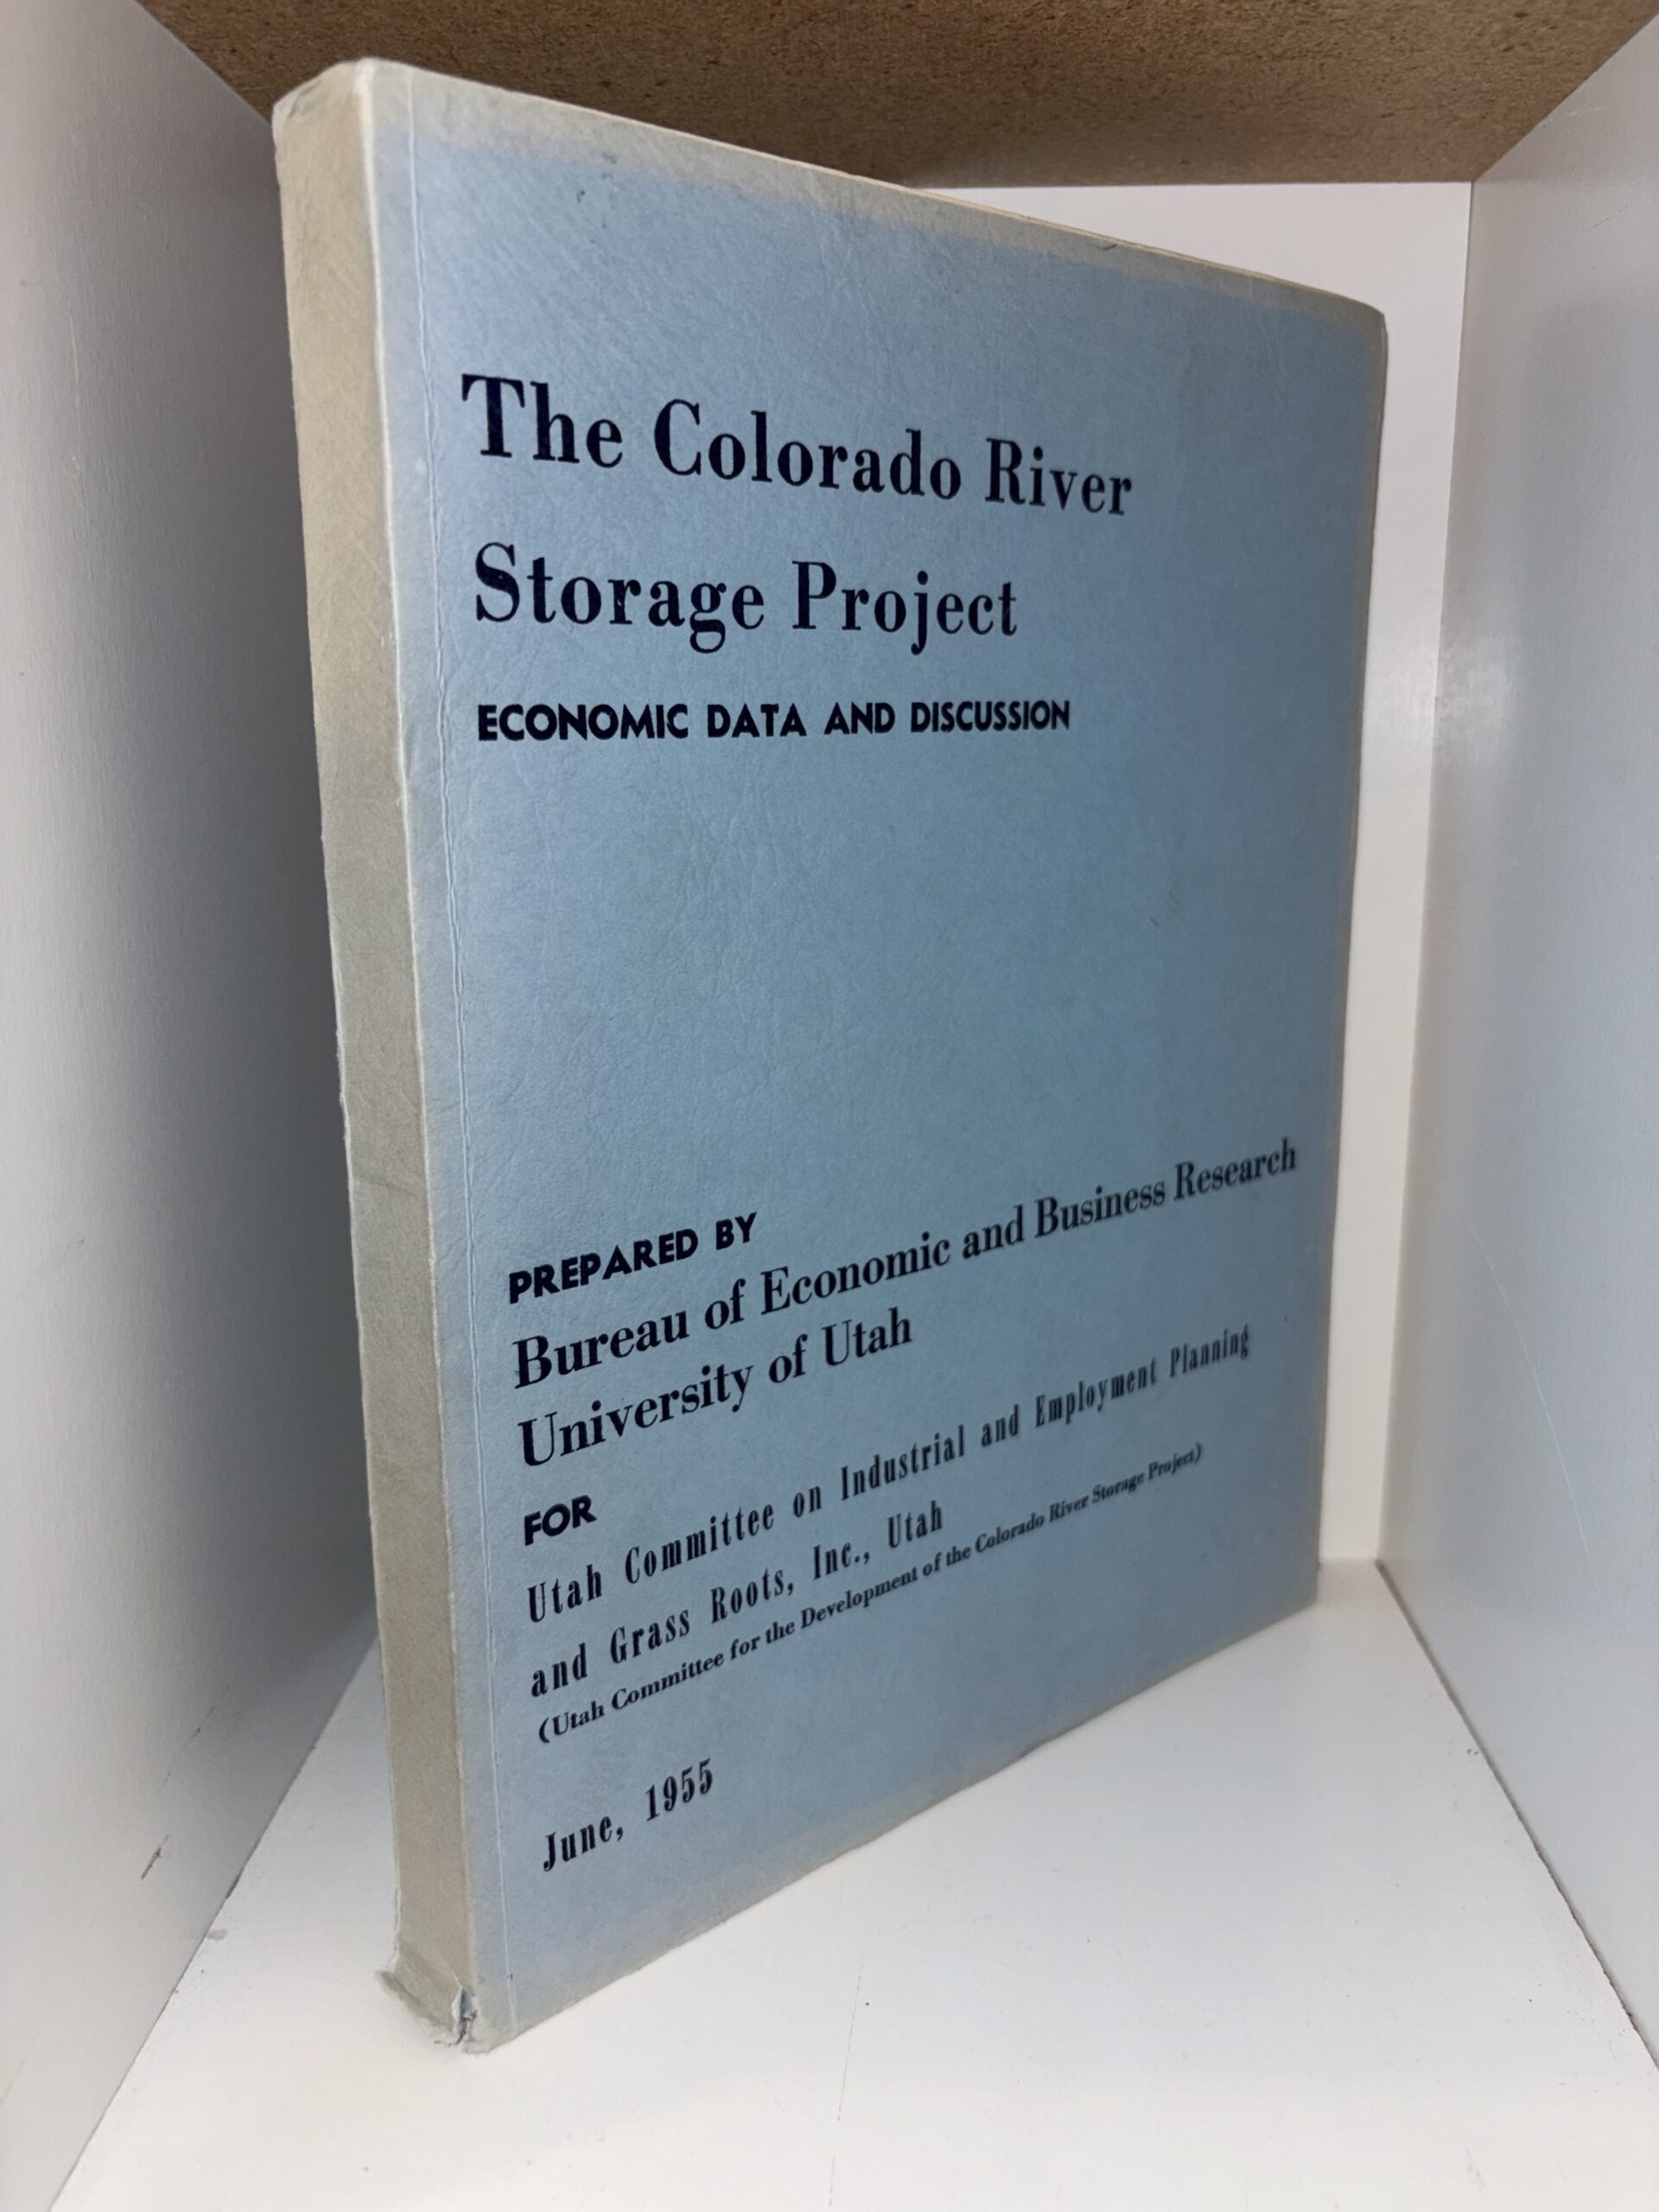 The Colorado River
Storage Project
ECONOMIC DATA AND DISCUSSION
PREPARED BY
Bureau of Economic and Business Research
University of Utah
FOR
Utah Committee on Industrial and Employment Planning
and Grass Roots, Inc., Utah
(Utah Committee for the Development of the Colorado River Storage Project)
June, 1955